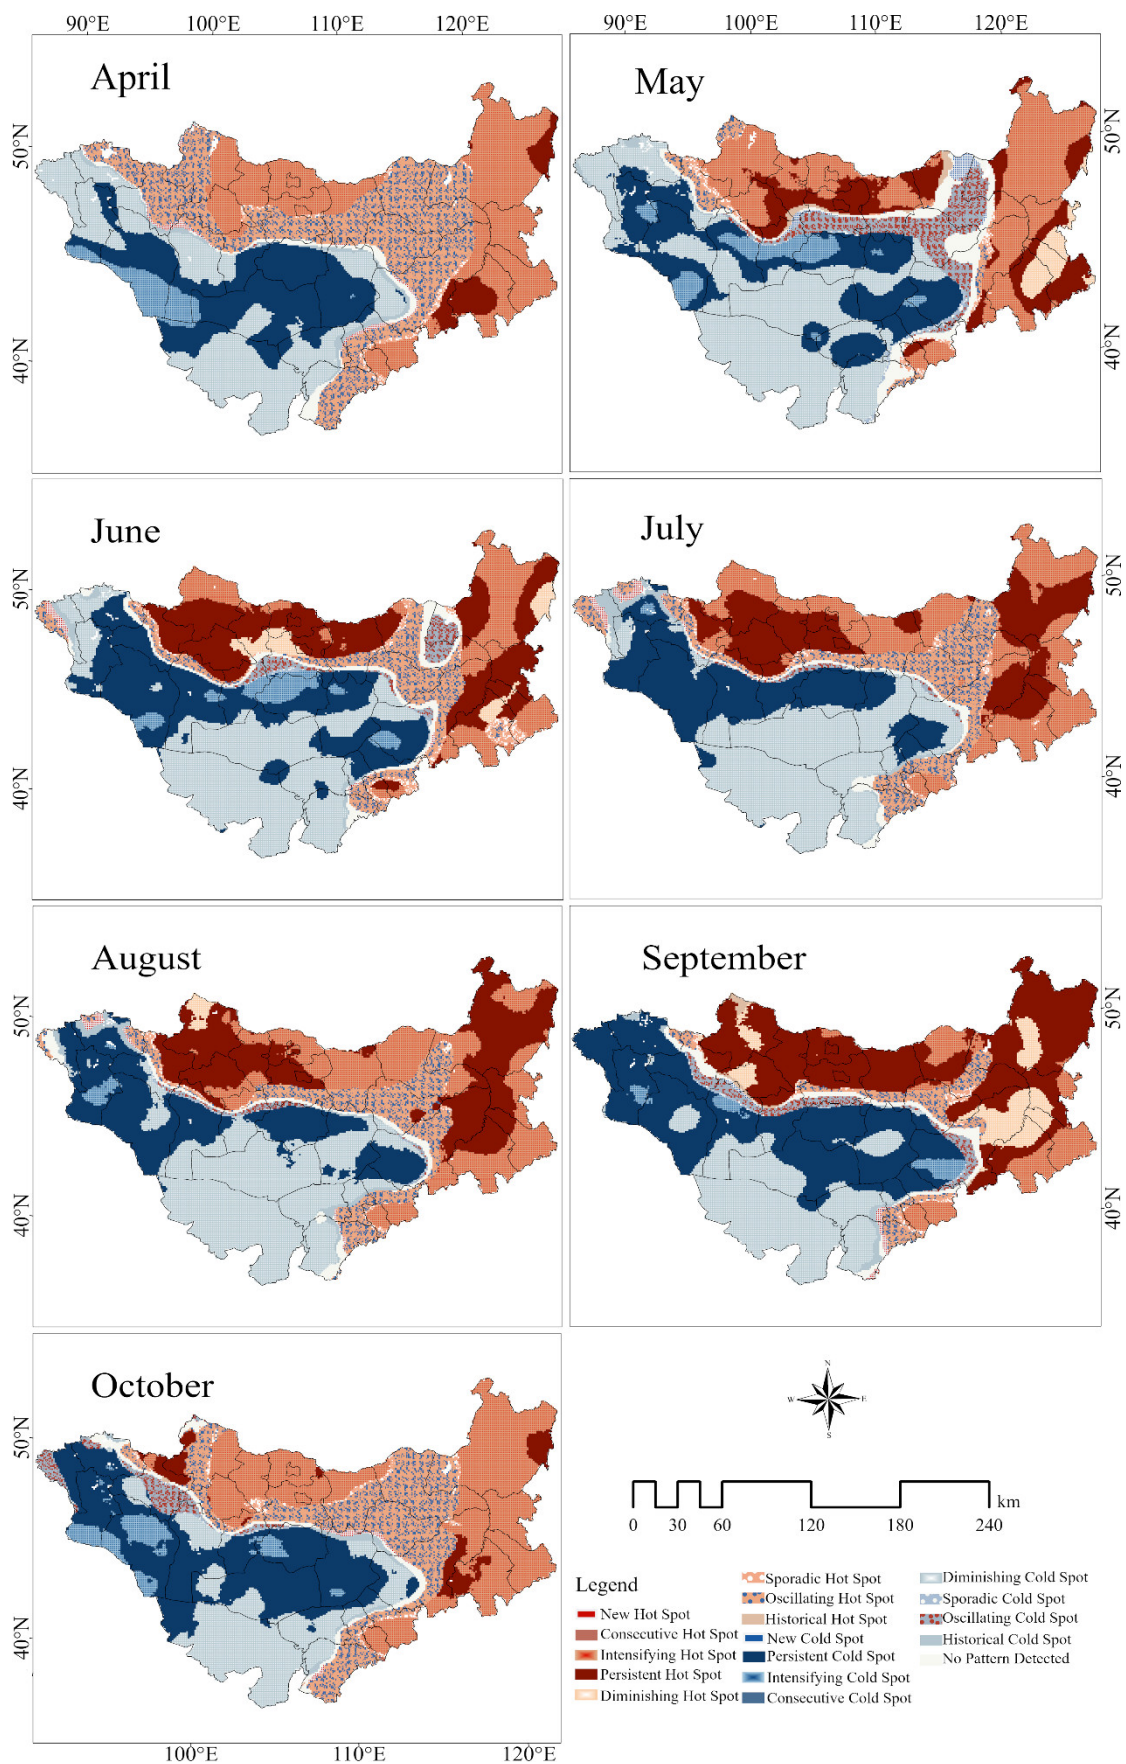 90°E 100°E 110°E 120°E 90°E 100°E 110°E 120°E
April
May
50°N
50°N
40°N
40°N
June
July
50°N
50°N
40°N
40°N
August
September
50°N
50°N
40°N
40°N
October
50°N
40°N
100°E 110°E 120°E
N
W E
S
km
0 30 60 120 180 240
Legend
New Hot Spot
Consecutive Hot Spot
Intensifying Hot Spot
Persistent Hot Spot
Diminishing Hot Spot
Sporadic Hot Spot
Oscillating Hot Spot
Historical Hot Spot
New Cold Spot
Persistent Cold Spot
Intensifying Cold Spot
Consecutive Cold Spot
Diminishing Cold Spot
Sporadic Cold Spot
Oscillating Cold Spot
Historical Cold Spot
No Pattern Detected